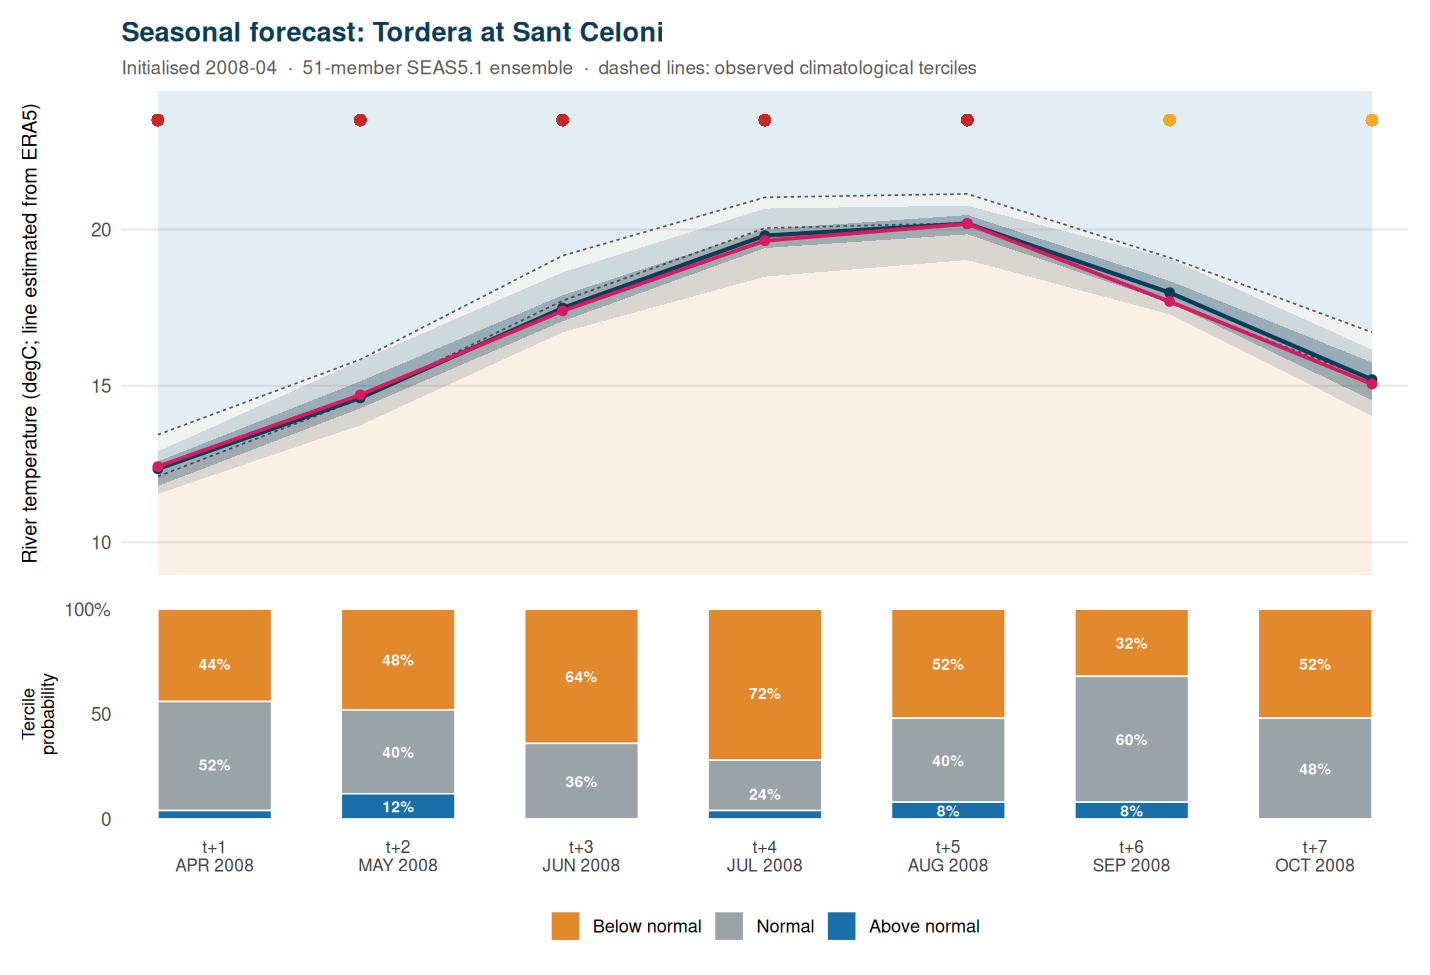 Seasonal forecast: Tordera at Sant Celoni
Initialised 2008-04 · 51-member SEAS5.1 ensemble · dashed lines: observed climatological terciles
River temperature (degC; line estimated from ERA5)
20
15
10
Tercile
probability
100%
50
0
44%
52%
48%
40%
12%
64%
36%
72%
24%
52%
40%
8%
32%
60%
8%
52%
48%
t+1
APR 2008
t+2
MAY 2008
t+3
JUN 2008
t+4
JUL 2008
t+5
AUG 2008
t+6
SEP 2008
t+7
OCT 2008
Below normal
Normal
Above normal